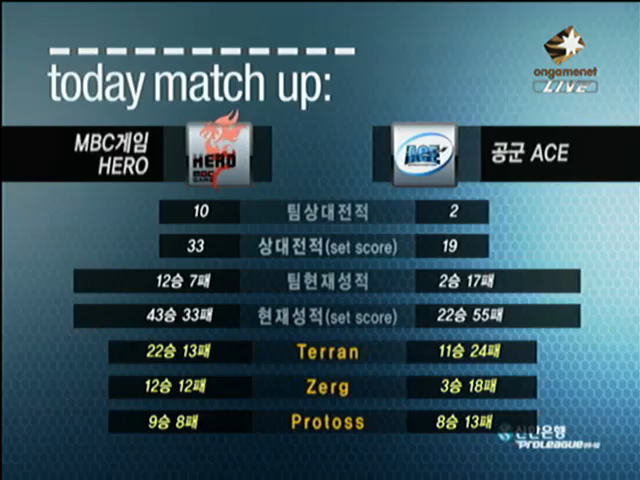 today match up:
ongamenet
LIVE
MBC게임
HERO
HERO
MBC GAME
ACE
공군 ACE
10 팀상대전적 2
33 상대전적(set score) 19
12승 7패 팀현재성적 2승 17패
43승 33패 현재성적(set score) 22승 55패
22승 13패 Terran 11승 24패
12승 12패 Zerg 3승 18패
9승 8패 Protoss 8승 13패
신한은행
PROLEAGUE 09-10